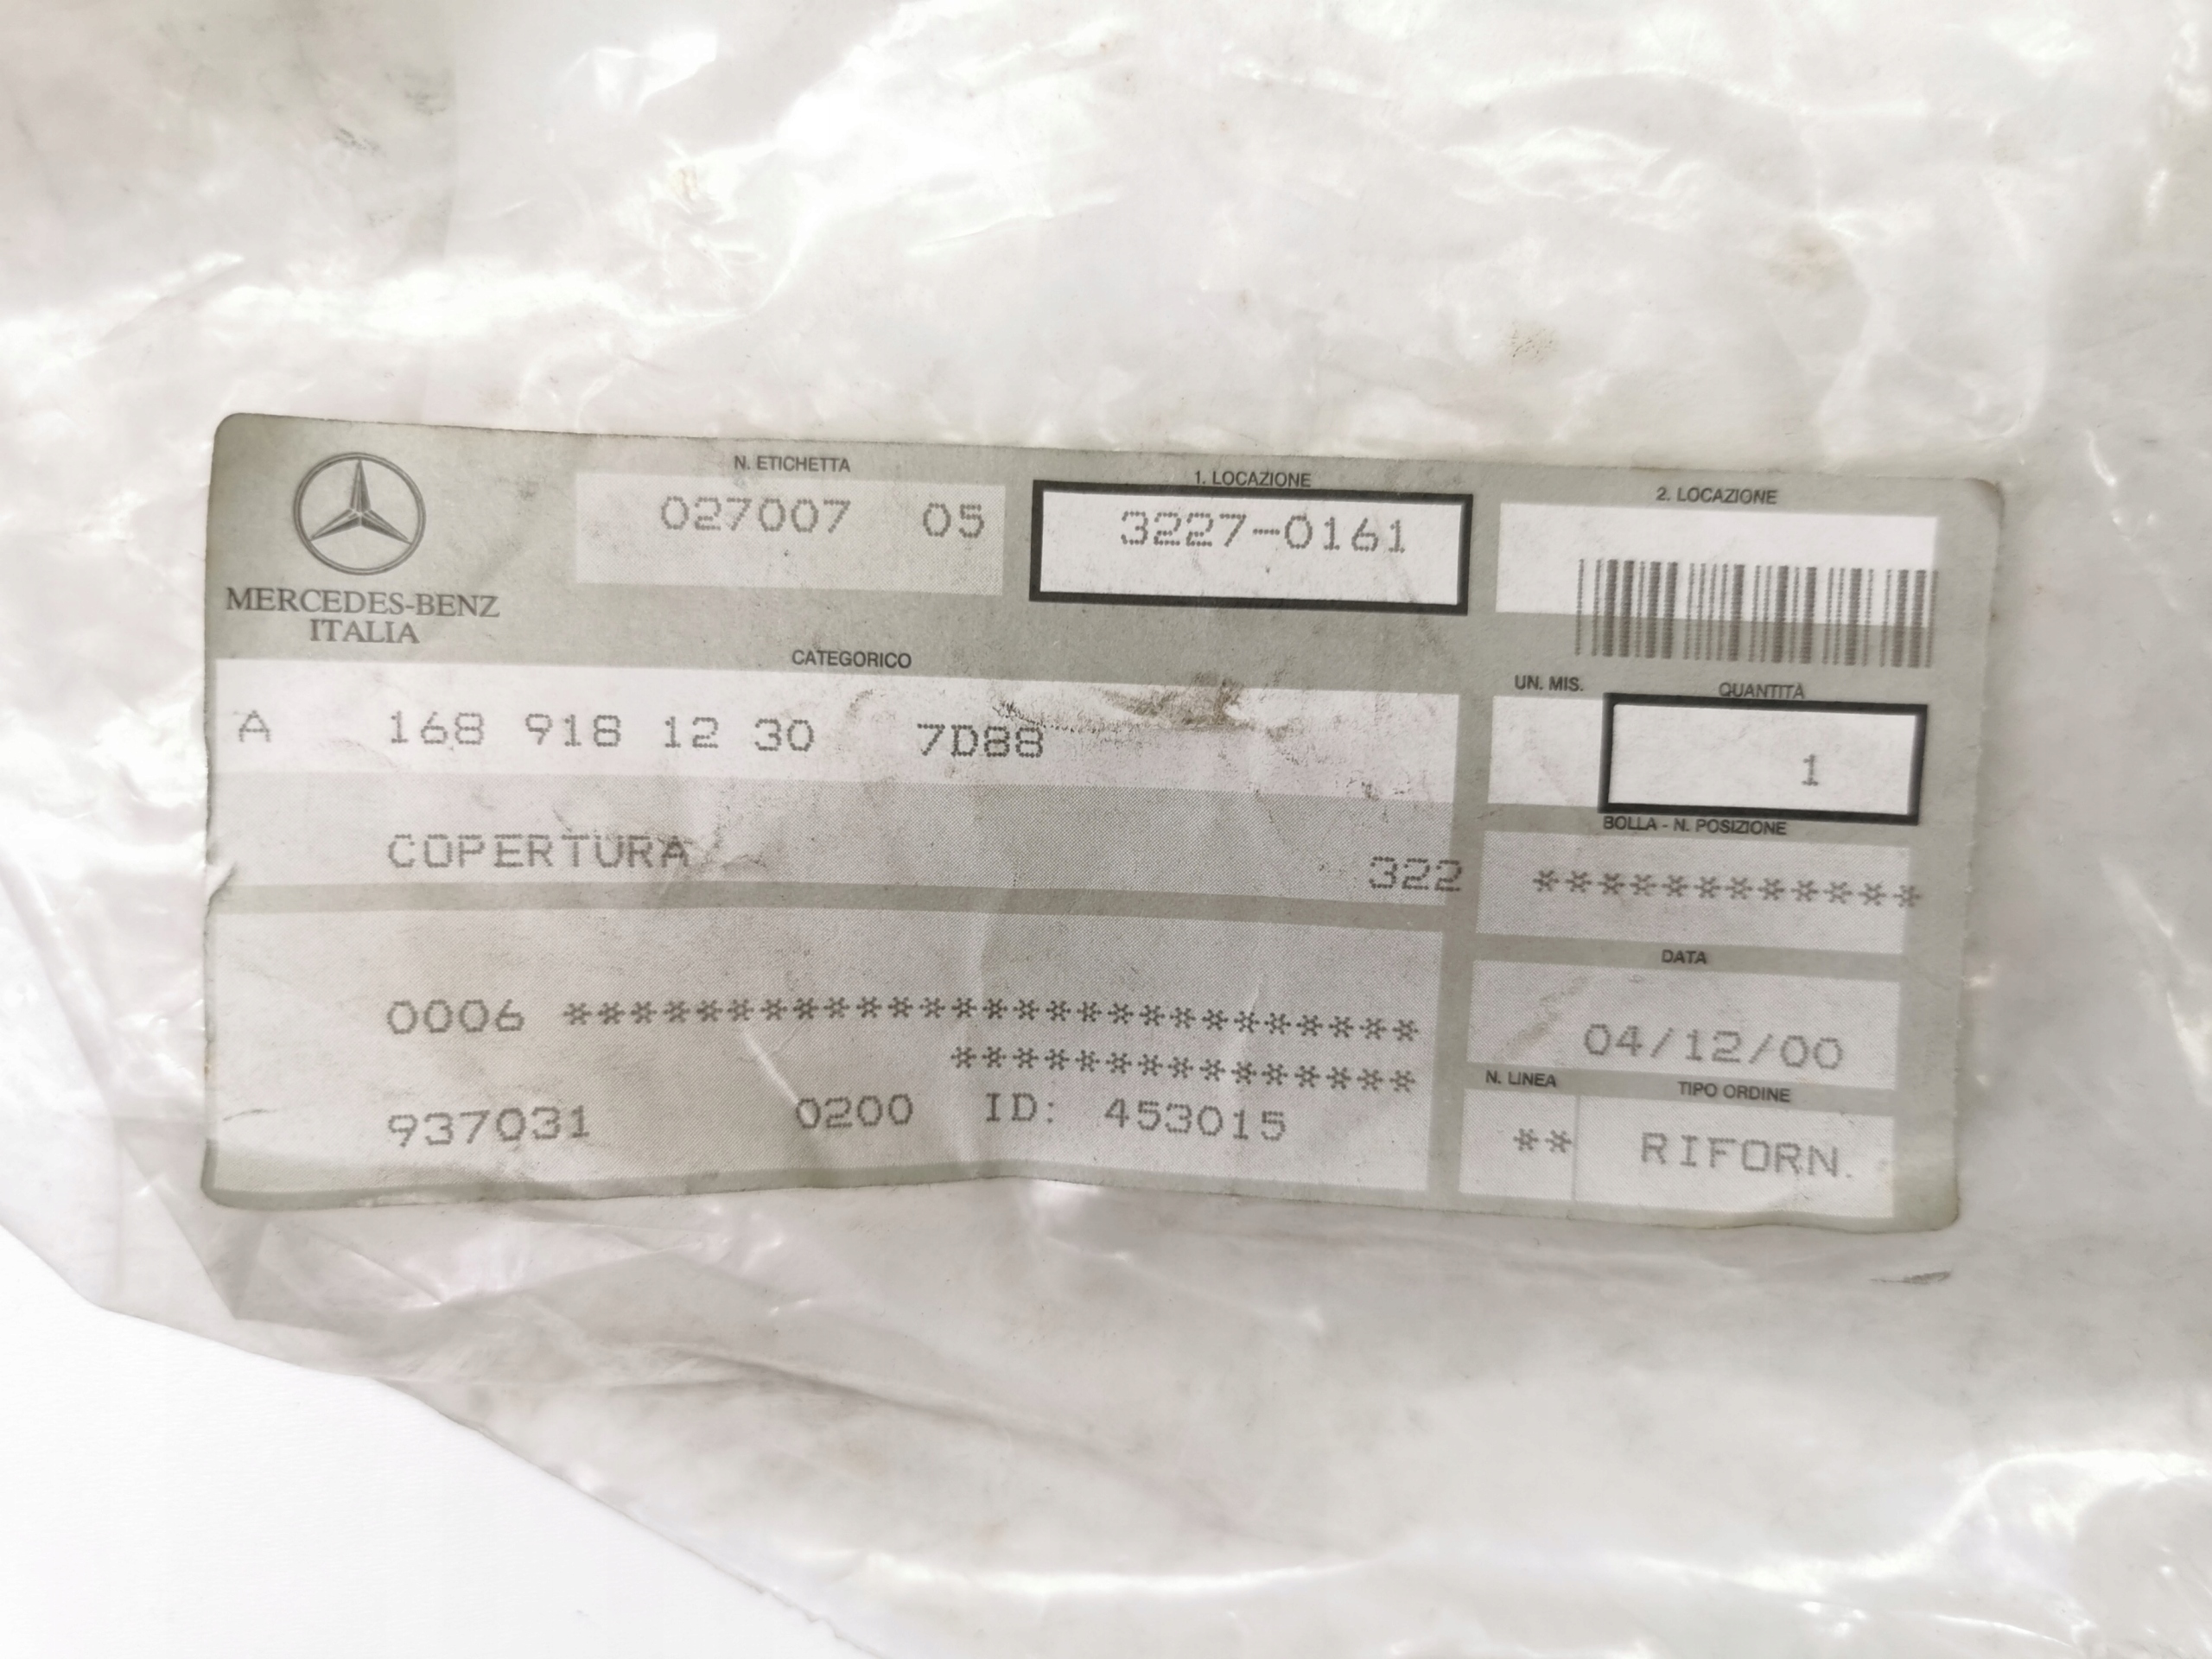 N. ETICHETTA
027007 05
1. LOCAZIONE
3227-0161
2. LOCAZIONE
MERCEDES-BENZ
ITALIA
CATEGORICO
A 168 918 12 30 7D88
UN. MIS.
QUANTITÀ
1
COPERTURA
322
BOLLA - N. POSIZIONE
*************
DATA
04/12/00
0006 ***************************
***************
937031 0200 ID: 453015
N. LINEA
**
TIPO ORDINE
RIFORN.